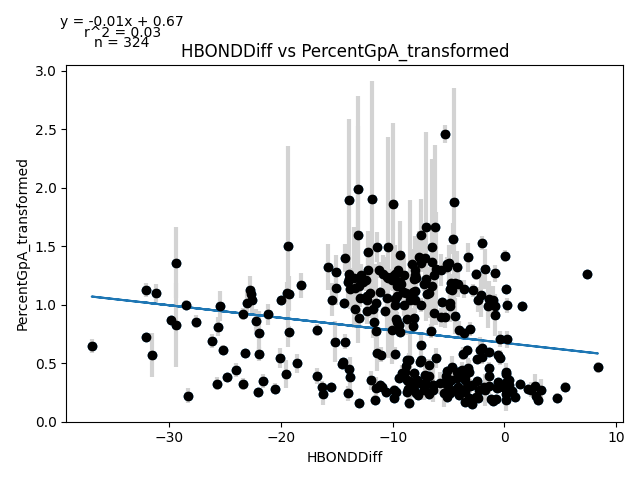 y = -0.01x + 0.67
r^2 = 0.03
n = 324
HBONDDiff vs PercentGpA_transformed
3.0
2.5
2.0
1.5
1.0
0.5
0.0
PercentGpA_transformed
−30
−20
−10
0
10
HBONDDiff